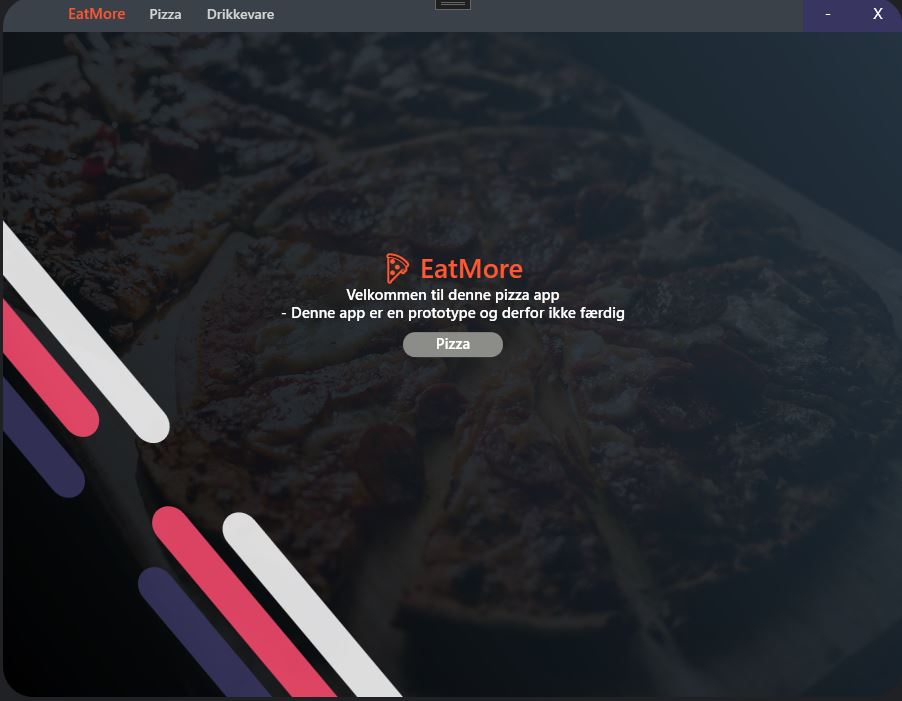 EatMore Pizza Drikkevare - X
EatMore
Velkommen til denne pizza app
- Denne app er en prototype og derfor ikke færdig
Pizza